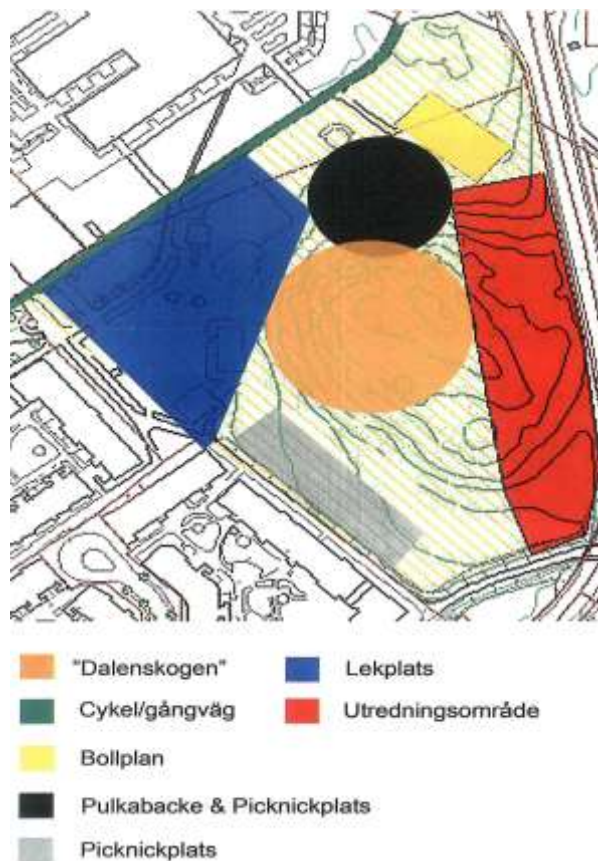 "Dalenskogen"
Lekplats
Cykel/gångväg
Utredningsområde
Bollplan
Pulkabacke & Picknickplats
Picknickplats